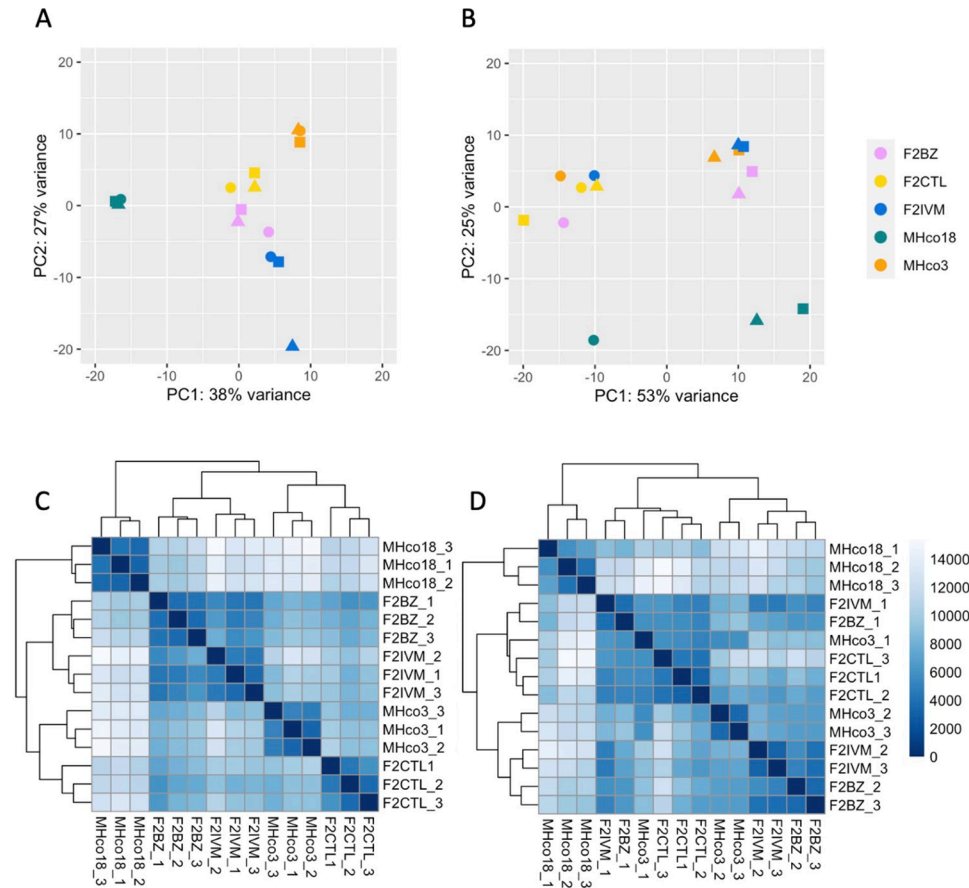 A
B
20
10
0
-10
-20
PC2: 27% variance
-20
-10
0
10
20
PC1: 38% variance
20
10
0
-10
-20
PC2: 25% variance
-20
-10
0
10
20
PC1: 53% variance
F2BZ
F2CTL
F2IVM
MHco18
MHco3
C
MHco18_3
MHco18_1
MHco18_2
F2BZ_1
F2BZ_2
F2BZ_3
F2IVM_2
F2IVM_1
F2IVM_3
MHco3_3
MHco3_1
MHco3_2
F2CTL1
F2CTL_2
F2CTL_3
MHco18_3
MHco18_1
MHco18_2
F2BZ_1
F2BZ_2
F2BZ_3
F2IVM_2
F2IVM_1
F2IVM_3
MHco3_3
MHco3_1
MHco3_2
F2CTL1
F2CTL_2
F2CTL_3
D
MHco18_1
MHco18_2
MHco18_3
F2IVM_1
F2BZ_1
MHco3_1
F2CTL_3
F2CTL1
F2CTL_2
MHco3_2
MHco3_3
F2IVM_2
F2IVM_3
F2BZ_2
F2BZ_3
MHco18_1
MHco18_2
MHco18_3
F2IVM_1
F2BZ_1
MHco3_1
F2CTL_3
F2CTL1
F2CTL_2
MHco3_2
MHco3_3
F2IVM_2
F2IVM_3
F2BZ_2
F2BZ_3
14000
12000
10000
8000
6000
4000
2000
0